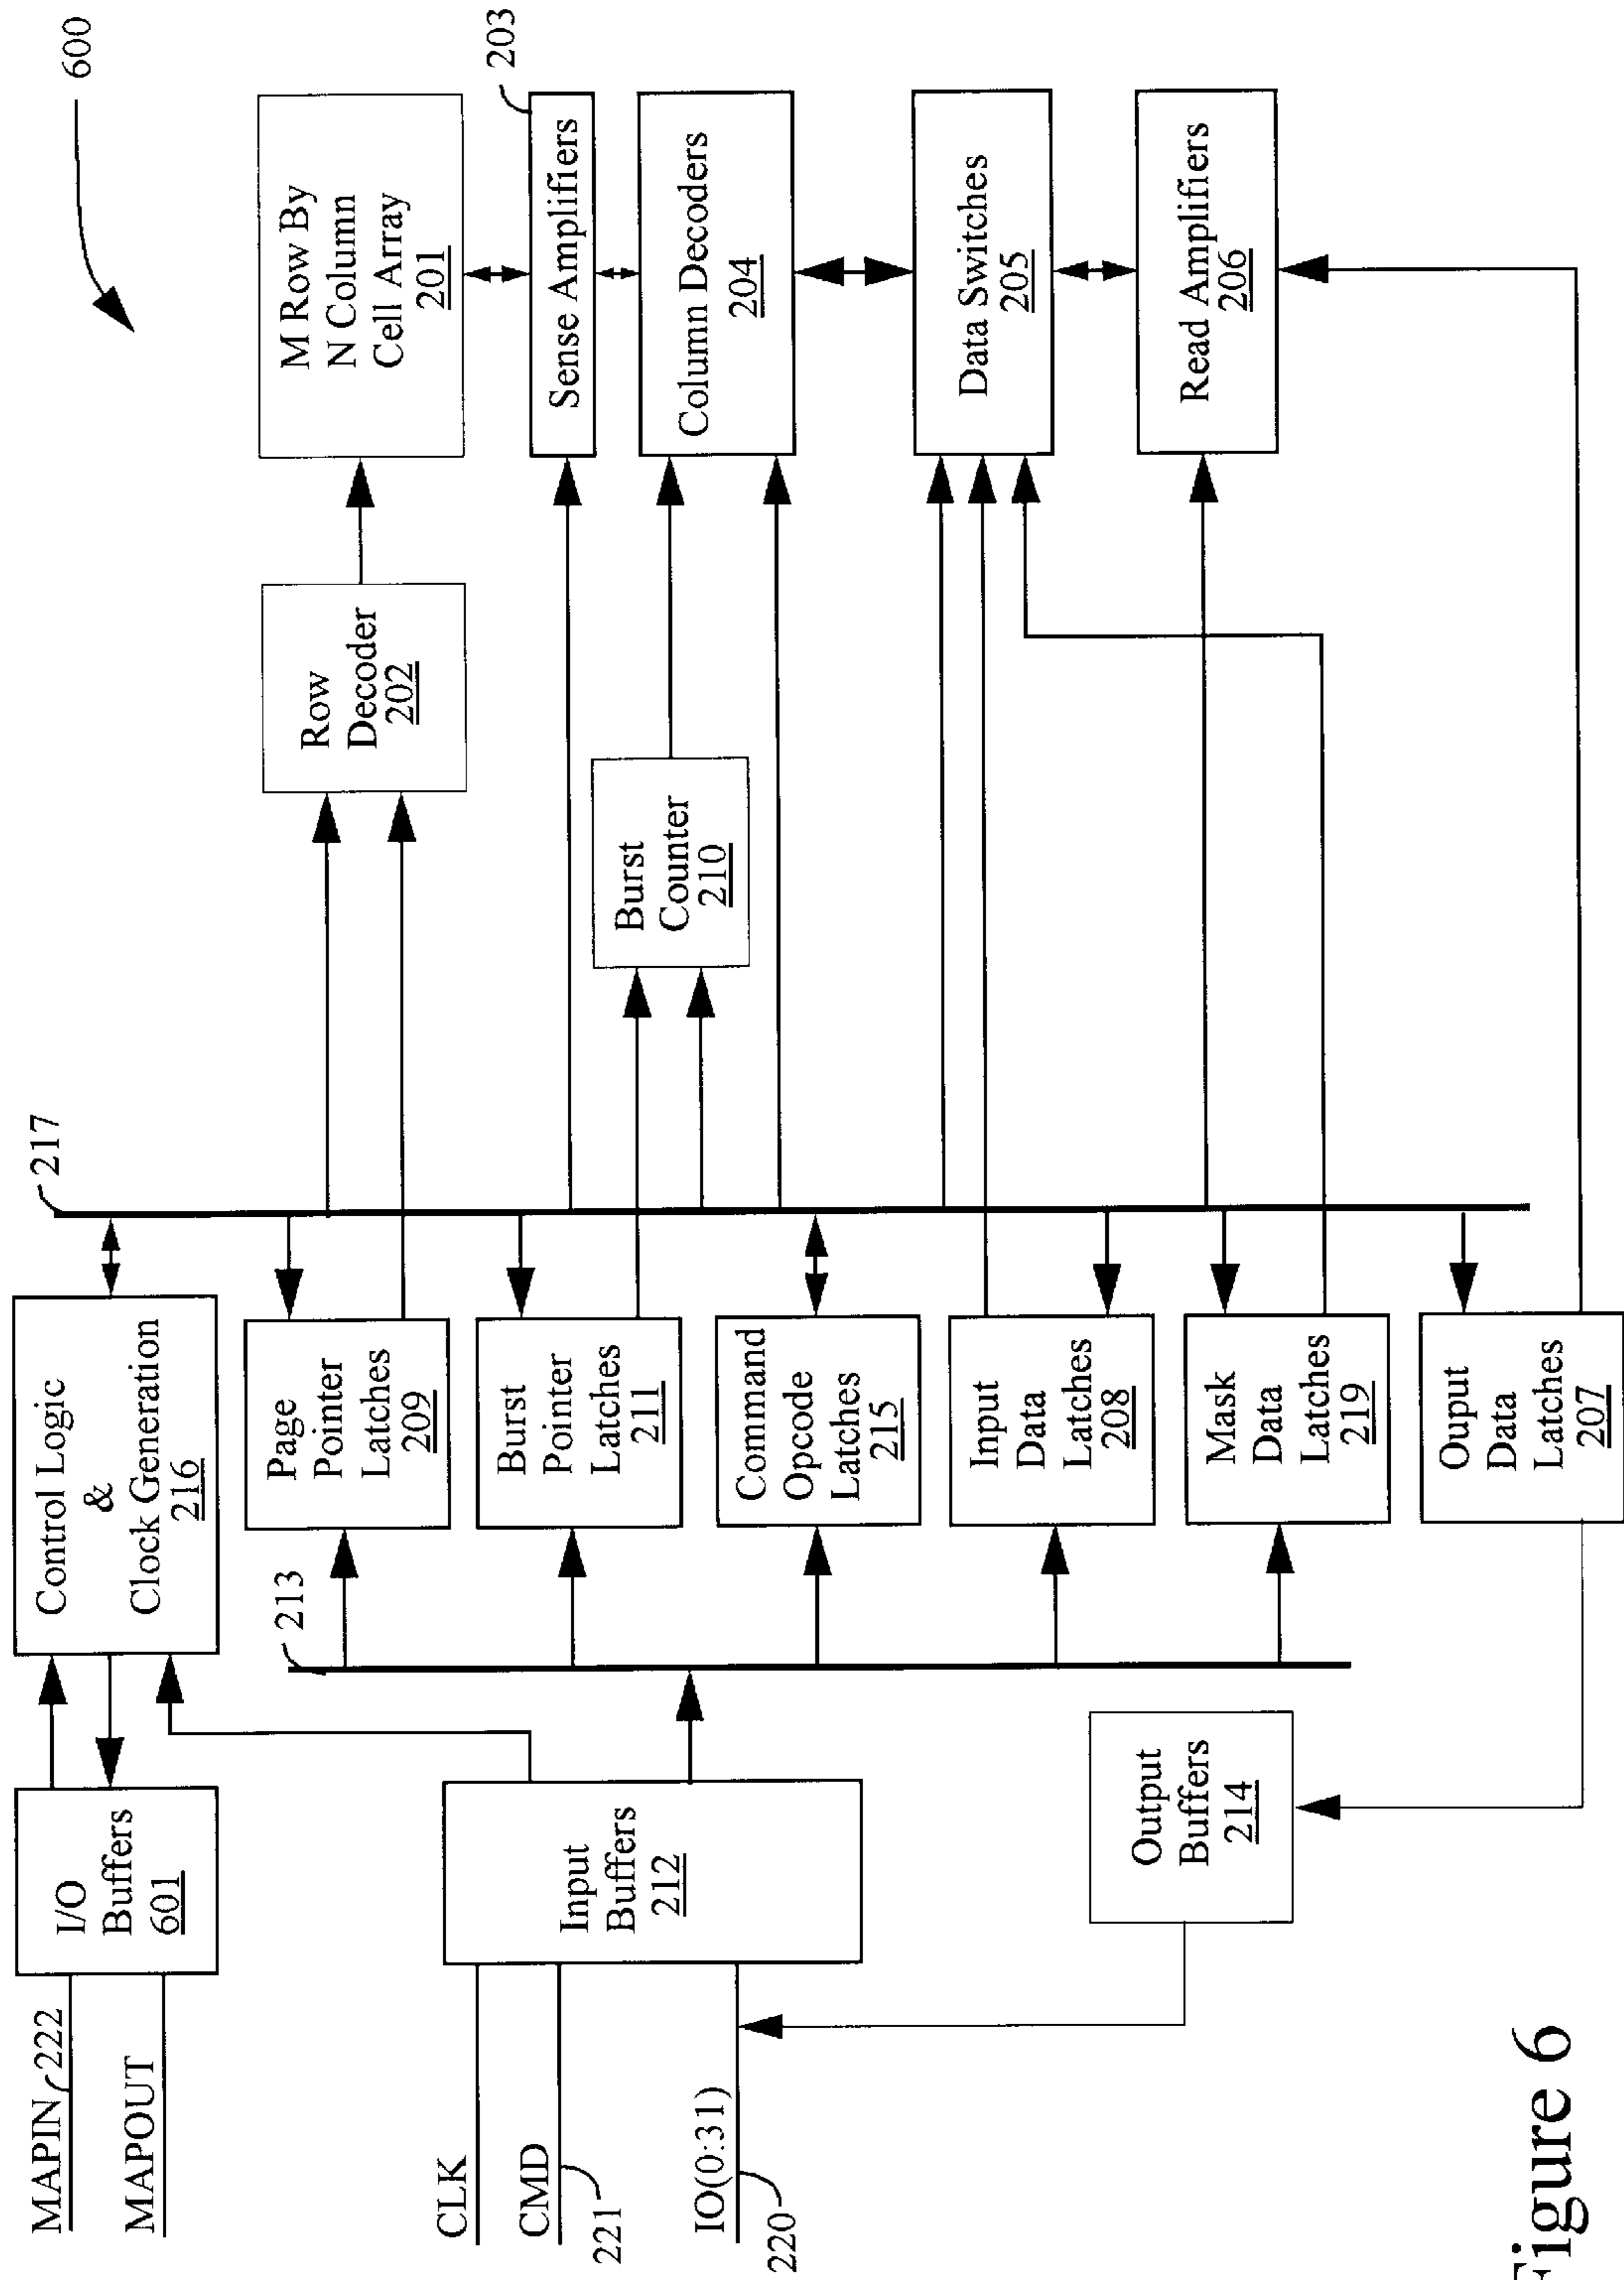 600
MAPIN
222
MAPOUT
I/O
Buffers
601
Control Logic
&
Clock Generation
216
217
M Row By
N Column
Cell Array
201
Row
Decoder
202
Page
Pointer
Latches
209
213
Sense Amplifiers
203
CLK
CMD
221
IO(0:31)
220
Input
Buffers
212
Burst
Pointer
Latches
211
Burst
Counter
210
Column Decoders
204
Command
Opcode
Latches
215
Input
Data
Latches
208
Data Switches
205
Mask
Data
Latches
219
Read Amplifiers
206
Output
Buffers
214
Ouput
Data
Latches
207
Figure 6